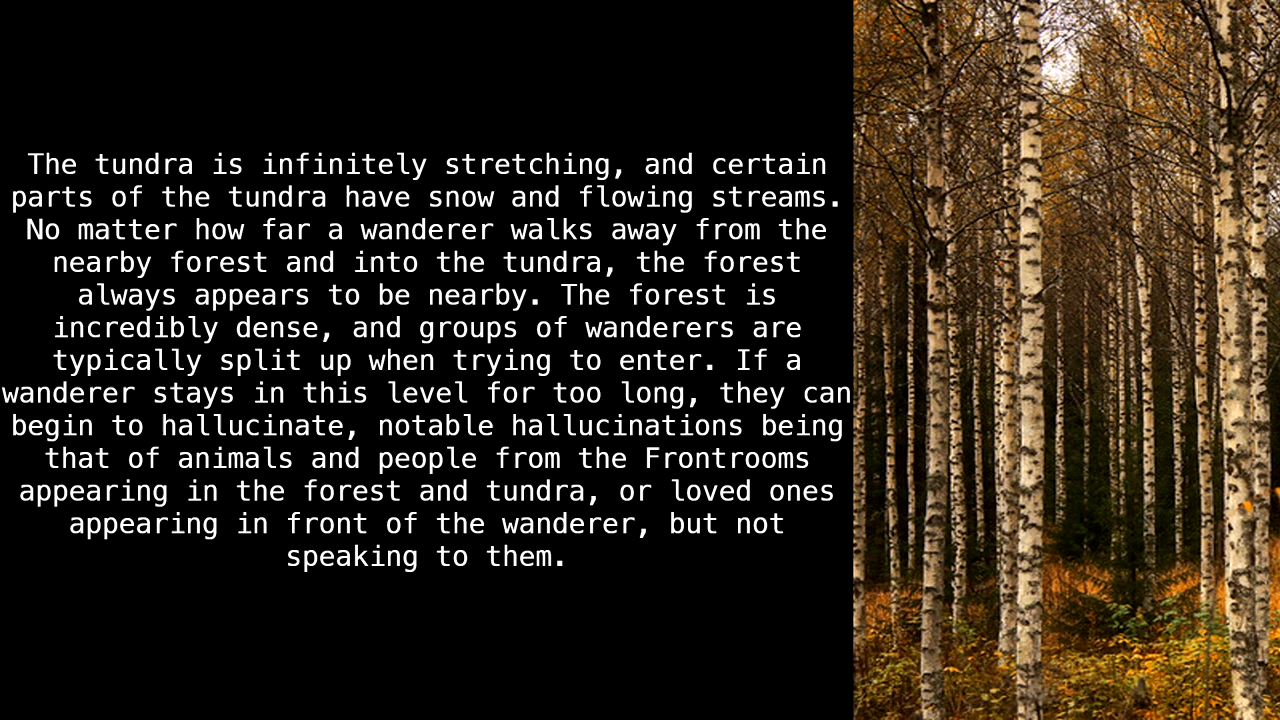 The tundra is infinitely stretching, and certain
parts of the tundra have snow and flowing streams.
No matter how far a wanderer walks away from the
nearby forest and into the tundra, the forest
always appears to be nearby. The forest is
incredibly dense, and groups of wanderers are
typically split up when trying to enter. If a
wanderer stays in this level for too long, they can
begin to hallucinate, notable hallucinations being
that of animals and people from the Frontrooms
appearing in the forest and tundra, or loved ones
appearing in front of the wanderer, but not
speaking to them.